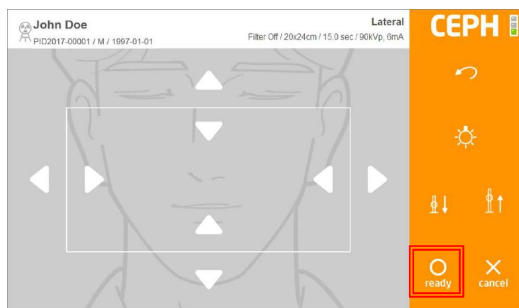 John Doe
PID2017-00001 / M / 1997-01-01
Lateral
Filter Off / 20x24cm / 15.0 sec / 90kVp, 6mA
CEPH
ready
cancel